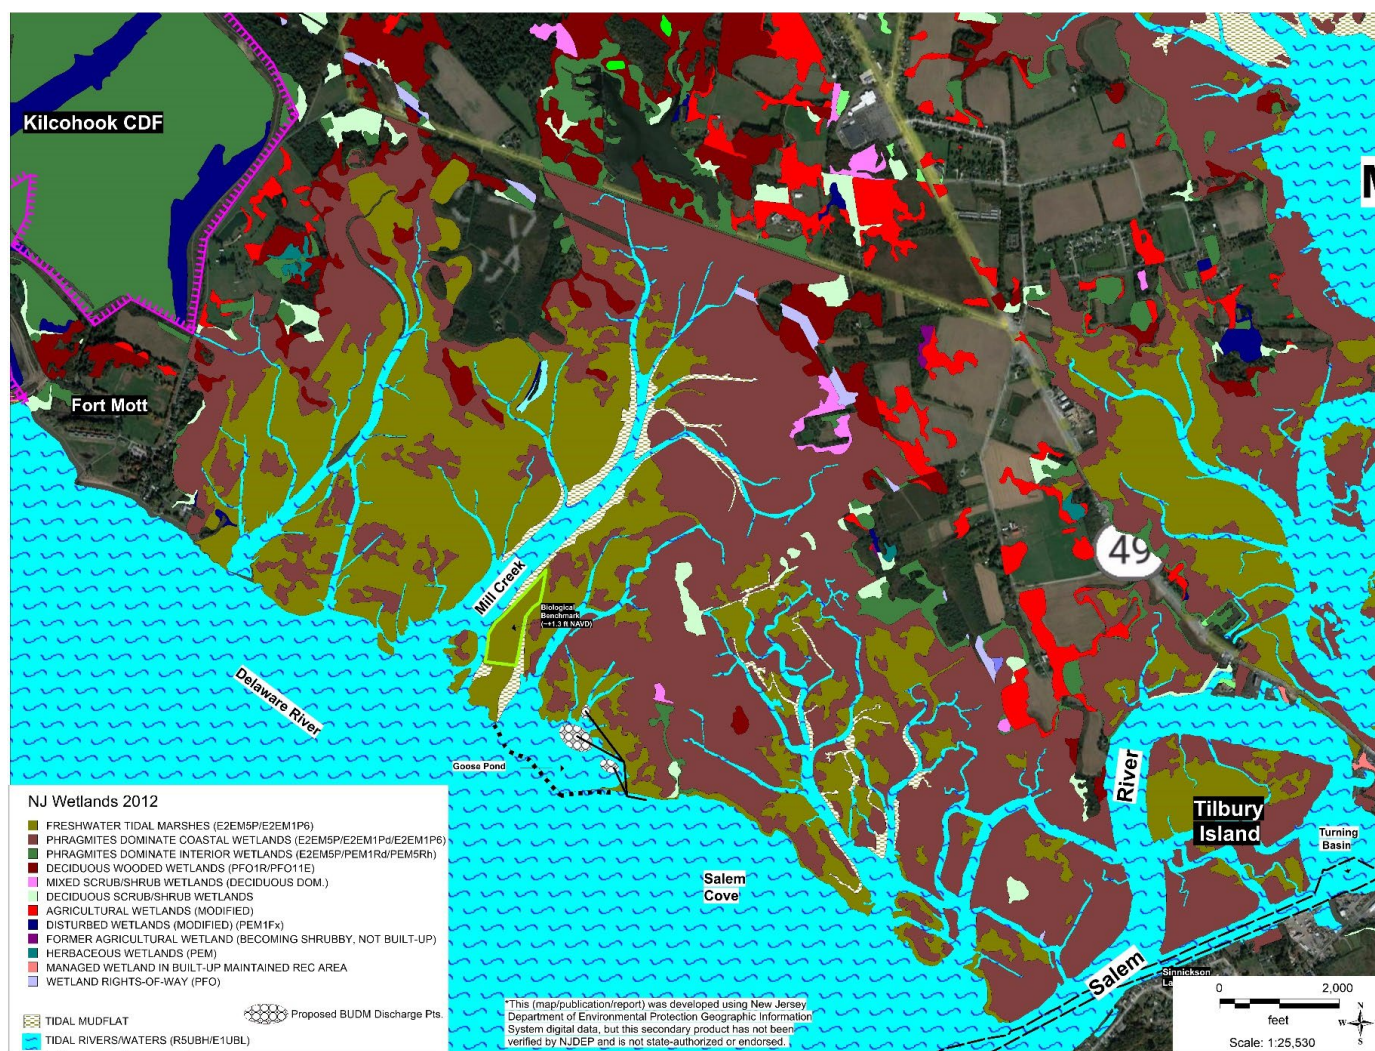 Kilcohook CDF
M
Fort Mott
49
Mill Creek
Biological
Benchmark
(~+1.3 ft NAVD)
Delaware River
Goose Pond
River
Tilbury
Island
Turning
Basin
Salem
Cove
Salem
Sinnickson
NJ Wetlands 2012
FRESHWATER TIDAL MARSHES (E2EM5P/E2EM1P6)
PHRAGMITES DOMINATE COASTAL WETLANDS (E2EM5P/E2EM1Pd/E2EM1P6)
PHRAGMITES DOMINATE INTERIOR WETLANDS (E2EM5P/PEM1Rd/PEM5Rh)
DECIDUOUS WOODED WETLANDS (PFO1R/PFO11E)
MIXED SCRUB/SHRUB WETLANDS (DECIDUOUS DOM.)
DECIDUOUS SCRUB/SHRUB WETLANDS
AGRICULTURAL WETLANDS (MODIFIED)
DISTURBED WETLANDS (MODIFIED) (PEM1Fx)
FORMER AGRICULTURAL WETLAND (BECOMING SHRUBBY, NOT BUILT-UP)
HERBACEOUS WETLANDS (PEM)
MANAGED WETLAND IN BUILT-UP MAINTAINED REC AREA
WETLAND RIGHTS-OF-WAY (PFO)
Proposed BUDM Discharge Pts.
TIDAL MUDFLAT
TIDAL RIVERS/WATERS (R5UBH/E1UBL)
*This (map/publication/report) was developed using New Jersey
Department of Environmental Protection Geographic Information
System digital data, but this secondary product has not been
verified by NJDEP and is not state-authorized or endorsed.
0 2,000
feet
Scale: 1:25,530
N
W E
S